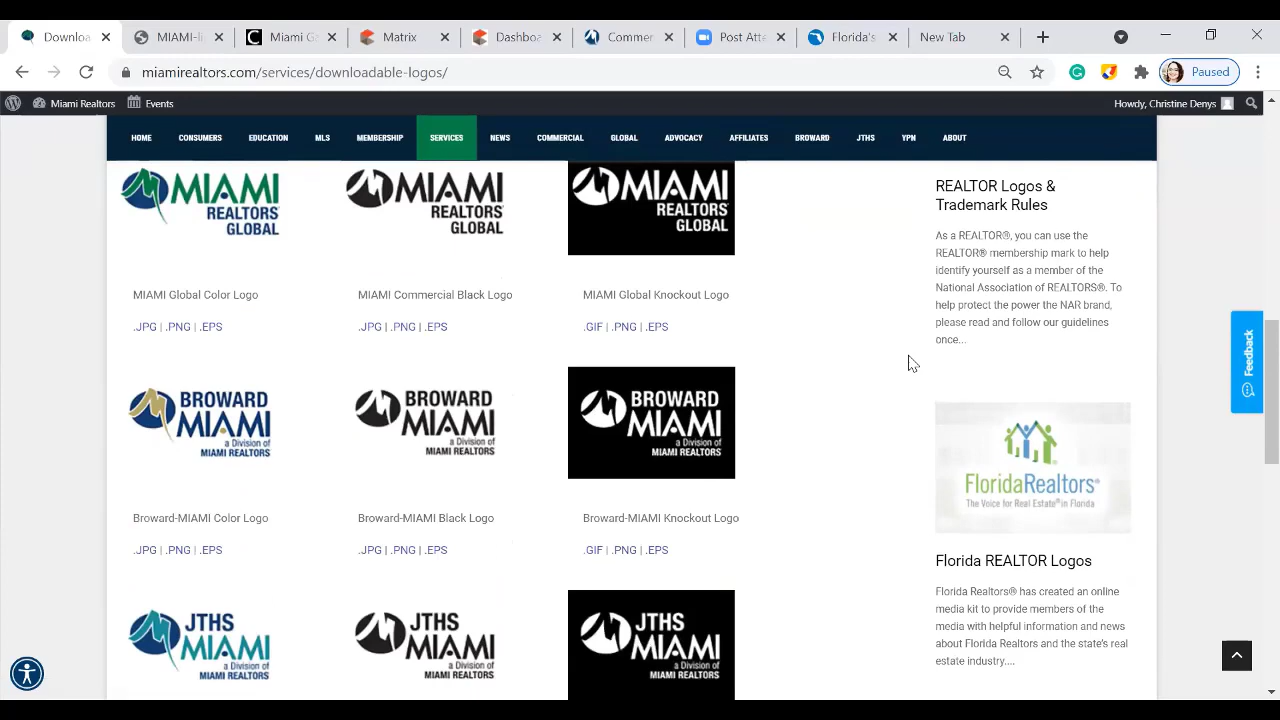 Downloa
MIAMI-li
Miami Ga
Matrix
Dashboa
Commer
Post Atte
Florida's
New Tab
miamirealtors.com/services/downloadable-logos/
Paused
Miami Realtors
Events
Howdy, Christine Denys
HOME
CONSUMERS
EDUCATION
MLS
MEMBERSHIP
SERVICES
NEWS
COMMERCIAL
GLOBAL
ADVOCACY
AFFILIATES
BROWARD
JTHS
YPN
ABOUT
MIAMI
REALTORS
GLOBAL
MIAMI
REALTORS
GLOBAL
MIAMI
REALTORS
GLOBAL
MIAMI Global Color Logo
MIAMI Commercial Black Logo
MIAMI Global Knockout Logo
.JPG | .PNG | .EPS
.JPG | .PNG | .EPS
.GIF | .PNG | .EPS
BROWARD
MIAMI
a Division of
MIAMI REALTORS
BROWARD
MIAMI
a Division of
MIAMI REALTORS
BROWARD
MIAMI
a Division of
MIAMI REALTORS
Broward-MIAMI Color Logo
Broward-MIAMI Black Logo
Broward-MIAMI Knockout Logo
.JPG | .PNG | .EPS
.JPG | .PNG | .EPS
.GIF | .PNG | .EPS
JTHS
MIAMI
a Division of
MIAMI REALTORS
JTHS
MIAMI
a Division of
MIAMI REALTORS
JTHS
MIAMI
a Division of
MIAMI REALTORS
REALTOR Logos &
Trademark Rules
As a REALTOR®, you can use the
REALTOR® membership mark to help
identify yourself as a member of the
National Association of REALTORS®. To
help protect the power the NAR brand,
please read and follow our guidelines
once...
FloridaRealtors®
The Voice for Real Estate® in Florida
Florida REALTOR Logos
Florida Realtors® has created an online
media kit to provide members of the
media with helpful information and news
about Florida Realtors and the state's real
estate industry....
Feedback